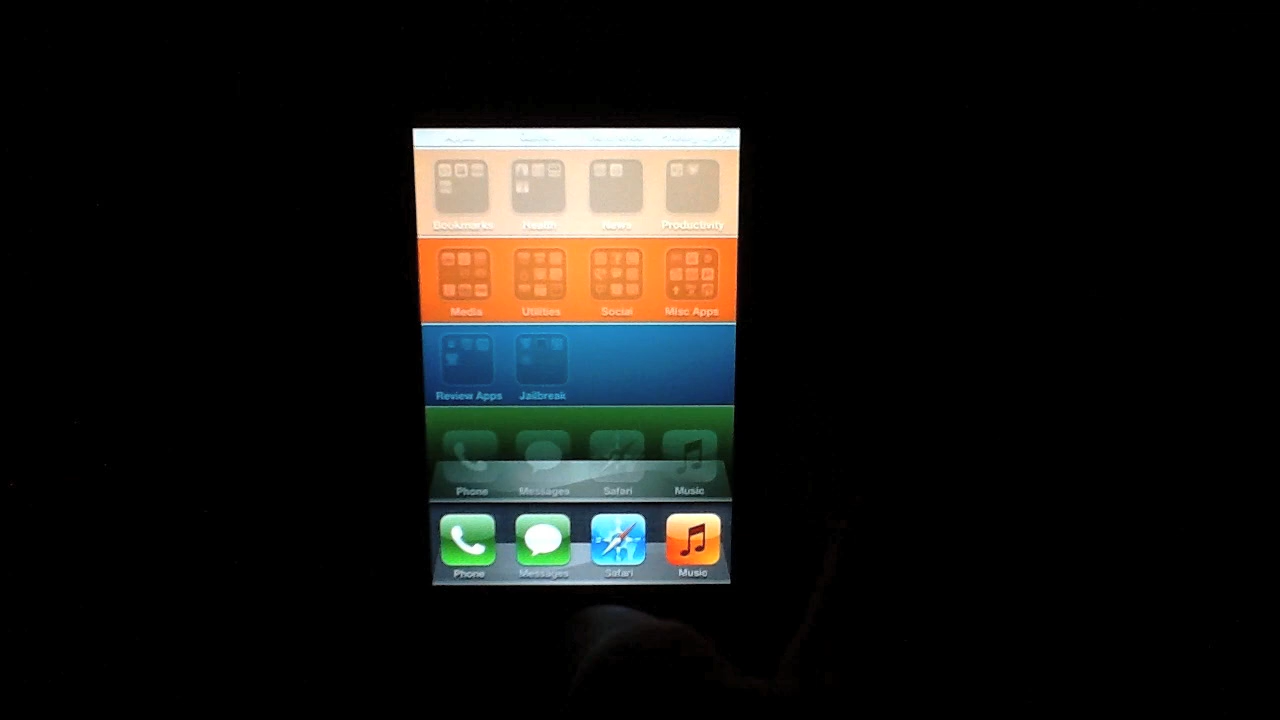 Bookmarks Health News Productivity
Media Utilities Social Misc Apps
Review Apps Jailbreak
Phone Messages Safari Music
Phone Messages Safari Music